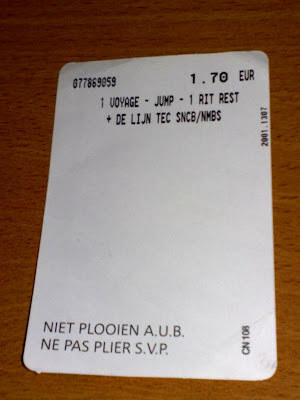 077869059 1.70 EUR
1 VOYAGE - JUMP - 1 RIT REST
+ DE LIJN TEC SNCB/NMBS
2001.1307
NIET PLOOIEN A.U.B.
NE PAS PLIER S.V.P.
CN 108